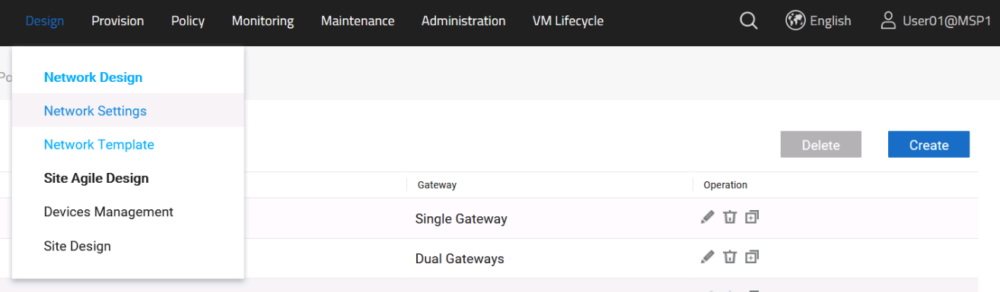 Design Provision Policy Monitoring Maintenance Administration VM Lifecycle English User01@MSP1
Po
Network Design
Network Settings
Network Template
Site Agile Design
Devices Management
Site Design
Delete Create
Gateway Operation
Single Gateway
Dual Gateways